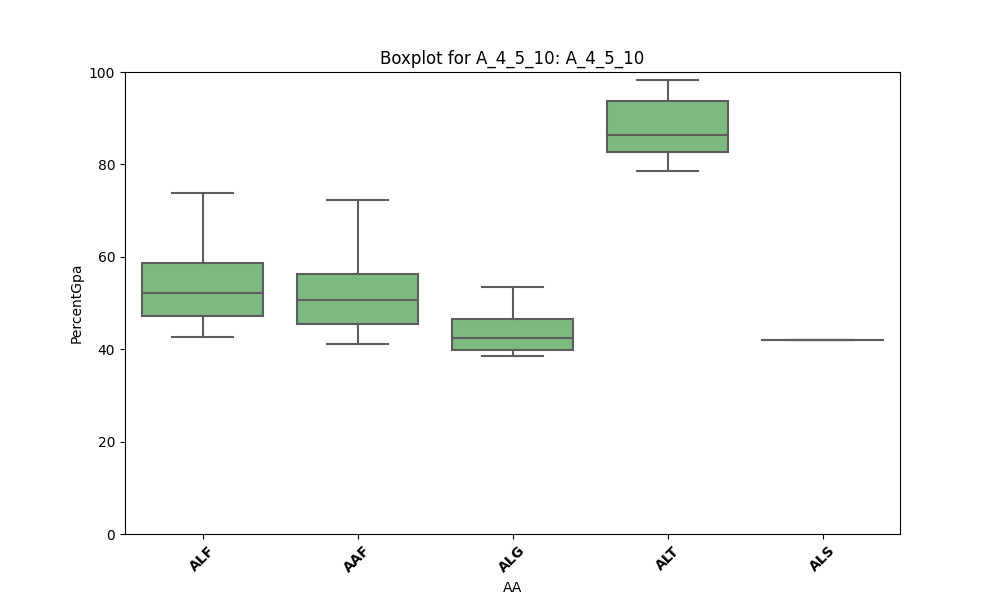 Boxplot for A_4_5_10: A_4_5_10
100
80
60
40
20
0
PercentGpa
ALF
AAF
ALG
ALT
ALS
AA